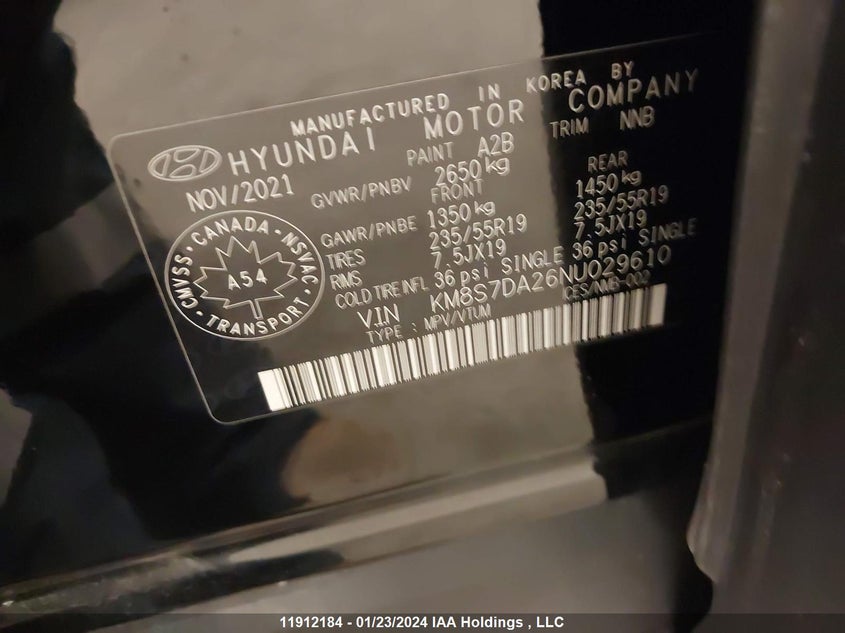 MANUFACTURED IN KOREA BY
HYUNDAI MOTOR COMPANY
NOV/2021 PAINT A2B TRIM NNB
GVWR/PNBV 2650 kg
FRONT REAR
GAWR/PNBE 1350 kg 1450 kg
TIRES 235/55R19 235/55R19
RIMS 7.5JX19 7.5JX19
COLD TIRE INFL 36 psi SINGLE 36 psi SINGLE
V.I.N KM8S7DA26NU029610
TYPE : MPV/VTUM ICES/NMB-002
CMVSS · CANADA · NSVAC · TRANSPORT
A54
11912184 - 01/23/2024 IAA Holdings , LLC